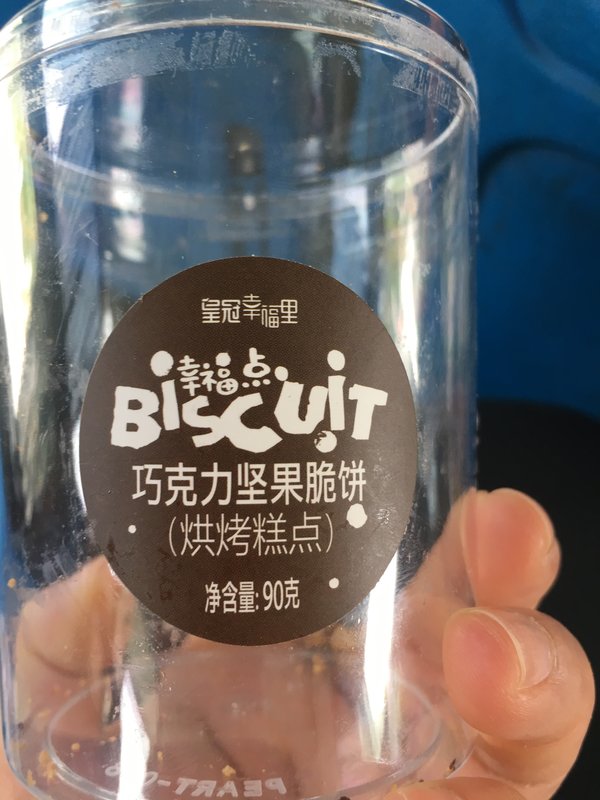 皇冠幸福里
幸福点
BISCUIT
巧克力坚果脆饼
(烘烤糕点)
净含量:90克